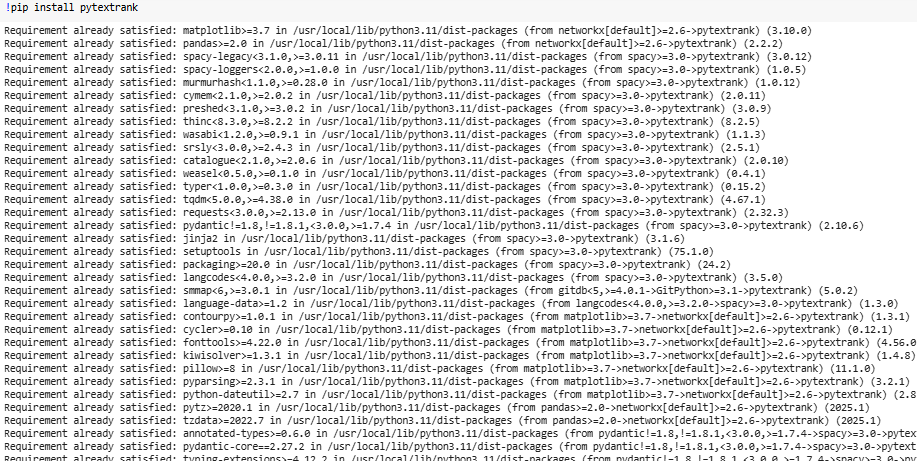 !pip install pytextrank
Requirement already satisfied: matplotlib>=3.7 in /usr/local/lib/python3.11/dist-packages (from networkx[default]>=2.6->pytextrank) (3.10.0)
Requirement already satisfied: pandas>=2.0 in /usr/local/lib/python3.11/dist-packages (from networkx[default]>=2.6->pytextrank) (2.2.2)
Requirement already satisfied: spacy-legacy<3.1.0,>=3.0.11 in /usr/local/lib/python3.11/dist-packages (from spacy>=3.0->pytextrank) (3.0.12)
Requirement already satisfied: spacy-loggers<2.0.0,>=1.0.0 in /usr/local/lib/python3.11/dist-packages (from spacy>=3.0->pytextrank) (1.0.5)
Requirement already satisfied: murmurhash<1.1.0,>=0.28.0 in /usr/local/lib/python3.11/dist-packages (from spacy>=3.0->pytextrank) (1.0.12)
Requirement already satisfied: cymem<2.1.0,>=2.0.2 in /usr/local/lib/python3.11/dist-packages (from spacy>=3.0->pytextrank) (2.0.11)
Requirement already satisfied: preshed<3.1.0,>=3.0.2 in /usr/local/lib/python3.11/dist-packages (from spacy>=3.0->pytextrank) (3.0.9)
Requirement already satisfied: thinc<8.3.0,>=8.2.2 in /usr/local/lib/python3.11/dist-packages (from spacy>=3.0->pytextrank) (8.2.5)
Requirement already satisfied: wasabi<1.2.0,>=0.9.1 in /usr/local/lib/python3.11/dist-packages (from spacy>=3.0->pytextrank) (1.1.3)
Requirement already satisfied: srsly<3.0.0,>=2.4.3 in /usr/local/lib/python3.11/dist-packages (from spacy>=3.0->pytextrank) (2.5.1)
Requirement already satisfied: catalogue<2.1.0,>=2.0.6 in /usr/local/lib/python3.11/dist-packages (from spacy>=3.0->pytextrank) (2.0.10)
Requirement already satisfied: weasel<0.5.0,>=0.1.0 in /usr/local/lib/python3.11/dist-packages (from spacy>=3.0->pytextrank) (0.4.1)
Requirement already satisfied: typer<1.0.0,>=0.3.0 in /usr/local/lib/python3.11/dist-packages (from spacy>=3.0->pytextrank) (0.15.2)
Requirement already satisfied: tqdm<5.0.0,>=4.38.0 in /usr/local/lib/python3.11/dist-packages (from spacy>=3.0->pytextrank) (4.67.1)
Requirement already satisfied: requests<3.0.0,>=2.13.0 in /usr/local/lib/python3.11/dist-packages (from spacy>=3.0->pytextrank) (2.32.3)
Requirement already satisfied: pydantic!=1.8,!=1.8.1,<3.0.0,>=1.7.4 in /usr/local/lib/python3.11/dist-packages (from spacy>=3.0->pytextrank) (2.10.6)
Requirement already satisfied: jinja2 in /usr/local/lib/python3.11/dist-packages (from spacy>=3.0->pytextrank) (3.1.6)
Requirement already satisfied: setuptools in /usr/local/lib/python3.11/dist-packages (from spacy>=3.0->pytextrank) (75.1.0)
Requirement already satisfied: packaging>=20.0 in /usr/local/lib/python3.11/dist-packages (from spacy>=3.0->pytextrank) (24.2)
Requirement already satisfied: langcodes<4.0.0,>=3.2.0 in /usr/local/lib/python3.11/dist-packages (from spacy>=3.0->pytextrank) (3.5.0)
Requirement already satisfied: smmap<6,>=3.0.1 in /usr/local/lib/python3.11/dist-packages (from gitdb<5,>=4.0.1->GitPython>=3.1->pytextrank) (5.0.2)
Requirement already satisfied: language-data>=1.2 in /usr/local/lib/python3.11/dist-packages (from langcodes<4.0.0,>=3.2.0->spacy>=3.0->pytextrank) (1.3.0)
Requirement already satisfied: contourpy>=1.0.1 in /usr/local/lib/python3.11/dist-packages (from matplotlib>=3.7->networkx[default]>=2.6->pytextrank) (1.3.1)
Requirement already satisfied: cycler>=0.10 in /usr/local/lib/python3.11/dist-packages (from matplotlib>=3.7->networkx[default]>=2.6->pytextrank) (0.12.1)
Requirement already satisfied: fonttools>=4.22.0 in /usr/local/lib/python3.11/dist-packages (from matplotlib>=3.7->networkx[default]>=2.6->pytextrank) (4.56.0
Requirement already satisfied: kiwisolver>=1.3.1 in /usr/local/lib/python3.11/dist-packages (from matplotlib>=3.7->networkx[default]>=2.6->pytextrank) (1.4.8)
Requirement already satisfied: pillow>=8 in /usr/local/lib/python3.11/dist-packages (from matplotlib>=3.7->networkx[default]>=2.6->pytextrank) (11.1.0)
Requirement already satisfied: pyparsing>=2.3.1 in /usr/local/lib/python3.11/dist-packages (from matplotlib>=3.7->networkx[default]>=2.6->pytextrank) (3.2.1)
Requirement already satisfied: python-dateutil>=2.7 in /usr/local/lib/python3.11/dist-packages (from matplotlib>=3.7->networkx[default]>=2.6->pytextrank) (2.8
Requirement already satisfied: pytz>=2020.1 in /usr/local/lib/python3.11/dist-packages (from pandas>=2.0->networkx[default]>=2.6->pytextrank) (2025.1)
Requirement already satisfied: tzdata>=2022.7 in /usr/local/lib/python3.11/dist-packages (from pandas>=2.0->networkx[default]>=2.6->pytextrank) (2025.1)
Requirement already satisfied: annotated-types>=0.6.0 in /usr/local/lib/python3.11/dist-packages (from pydantic!=1.8,!=1.8.1,<3.0.0,>=1.7.4->spacy>=3.0->pytext
Requirement already satisfied: pydantic-core==2.27.2 in /usr/local/lib/python3.11/dist-packages (from pydantic!=1.8,!=1.8.1,<3.0.0,>=1.7.4->spacy>=3.0->pytextr
Requirement already satisfied: typing-extensions>=4.12.2 in /usr/local/lib/python3.11/dist-packages (from pydantic!=1.8,!=1.8.1,<3.0.0,>=1.7.4->spacy>=3.0->py